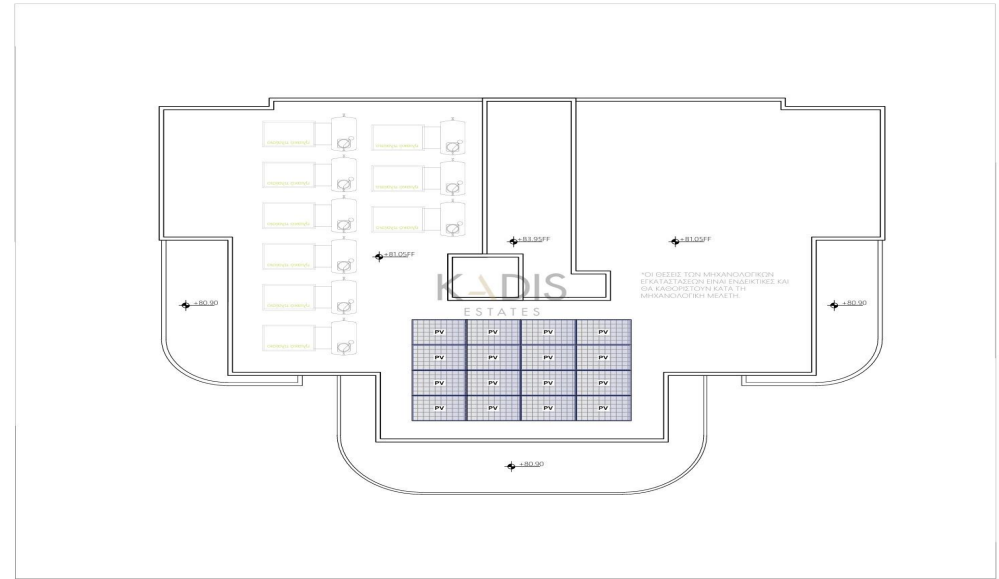 +83.95FF
+81.05FF
+81.05FF
*ΟΙ ΘΕΣΕΙΣ ΤΩΝ ΜΗΧΑΝΟΛΟΓΙΚΩΝ
ΕΓΚΑΤΑΣΤΑΣΕΩΝ ΕΙΝΑΙ ΕΝΔΕΙΚΤΙΚΕΣ ΚΑΙ
ΘΑ ΚΑΘΟΡΙΣΤΟΥΝ ΚΑΤΑ ΤΗ
ΜΗΧΑΝΟΛΟΓΙΚΗ ΜΕΛΕΤΗ.
KADIS
ESTATES
+80.90
+80.90
PV PV PV PV
PV PV PV PV
PV PV PV PV
PV PV PV PV
+80.90